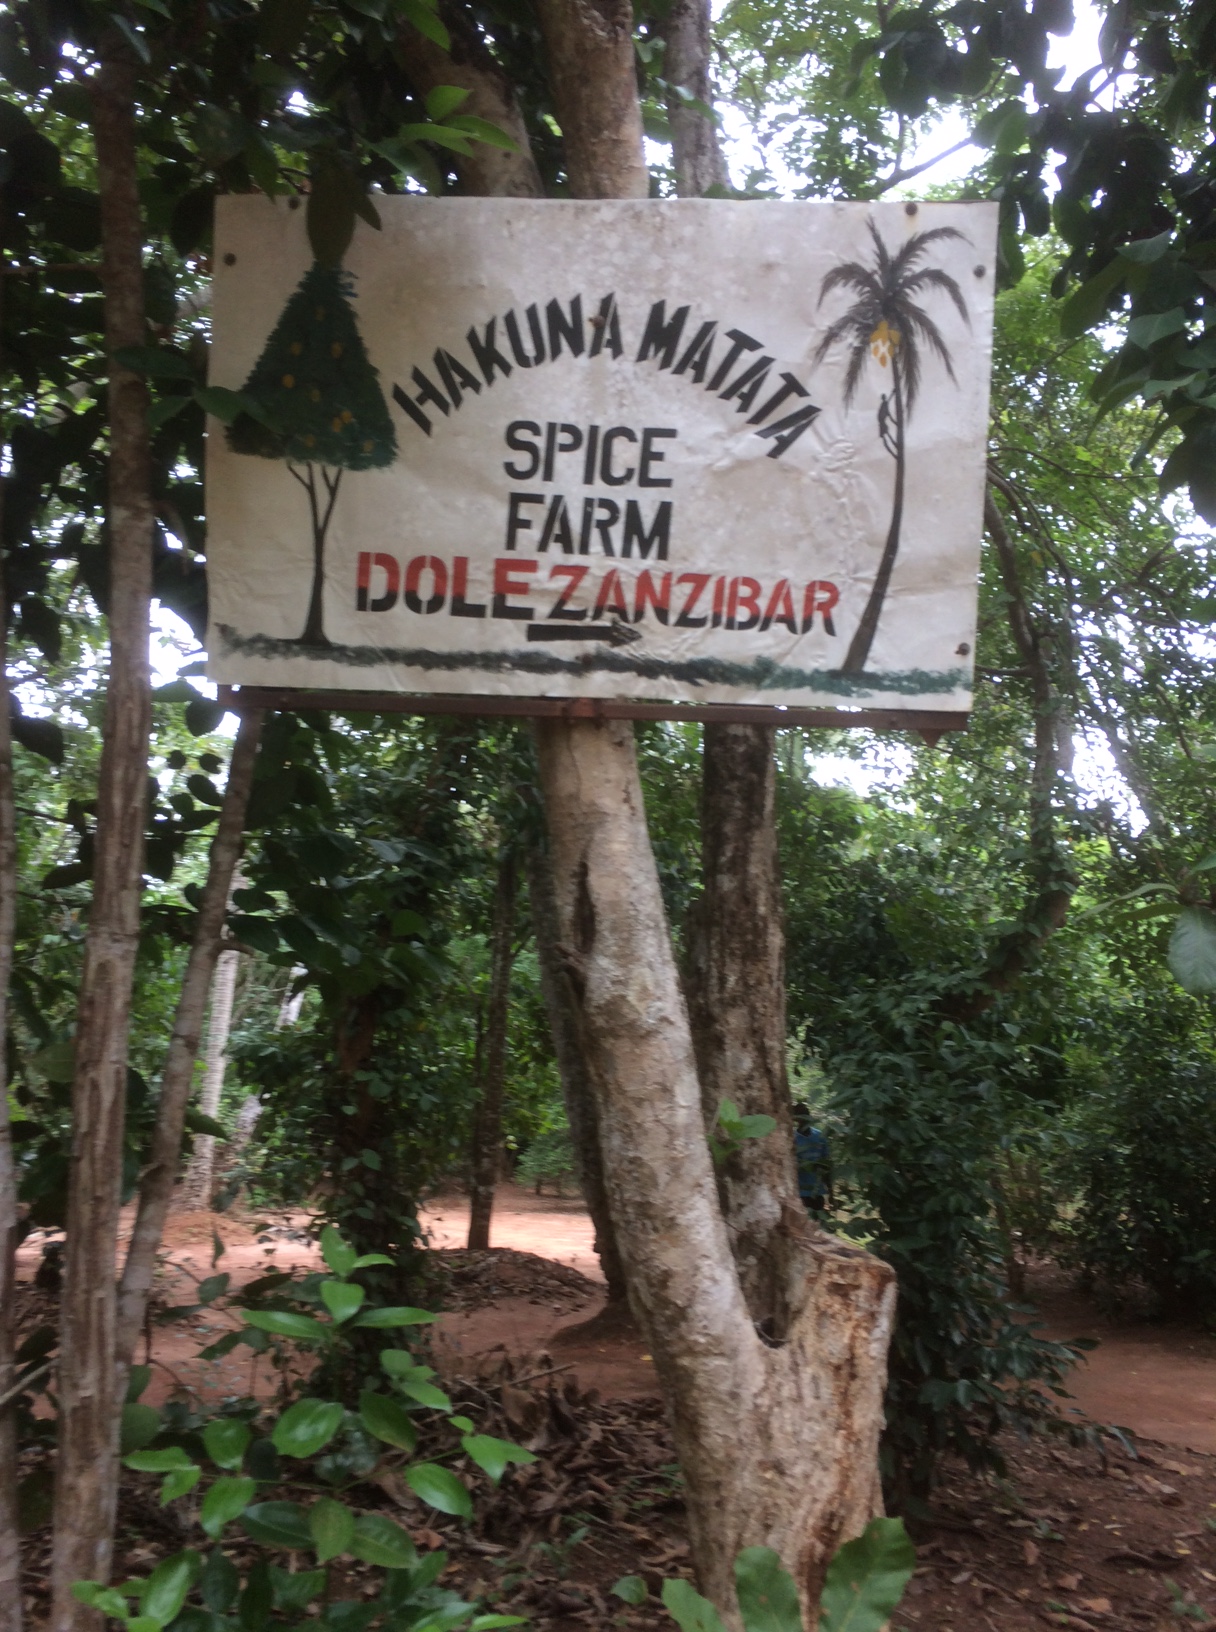 HAKUNA MATATA
SPICE
FARM
DOLE ZANZIBAR